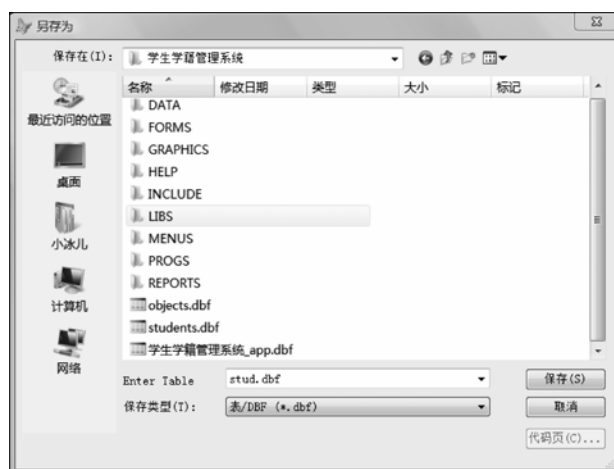 另存为
保存在(I):
学生学籍管理系统
名称 修改日期 类型 大小 标记
DATA
FORMS
GRAPHICS
HELP
INCLUDE
LIBS
MENUS
PROGS
REPORTS
objects.dbf
students.dbf
学生学籍管理系统_app.dbf
最近访问的位置
桌面
小冰儿
计算机
网络
Enter Table
stud.dbf
保存(S)
保存类型(T):
表/DBF (*.dbf)
取消
代码页(C)...